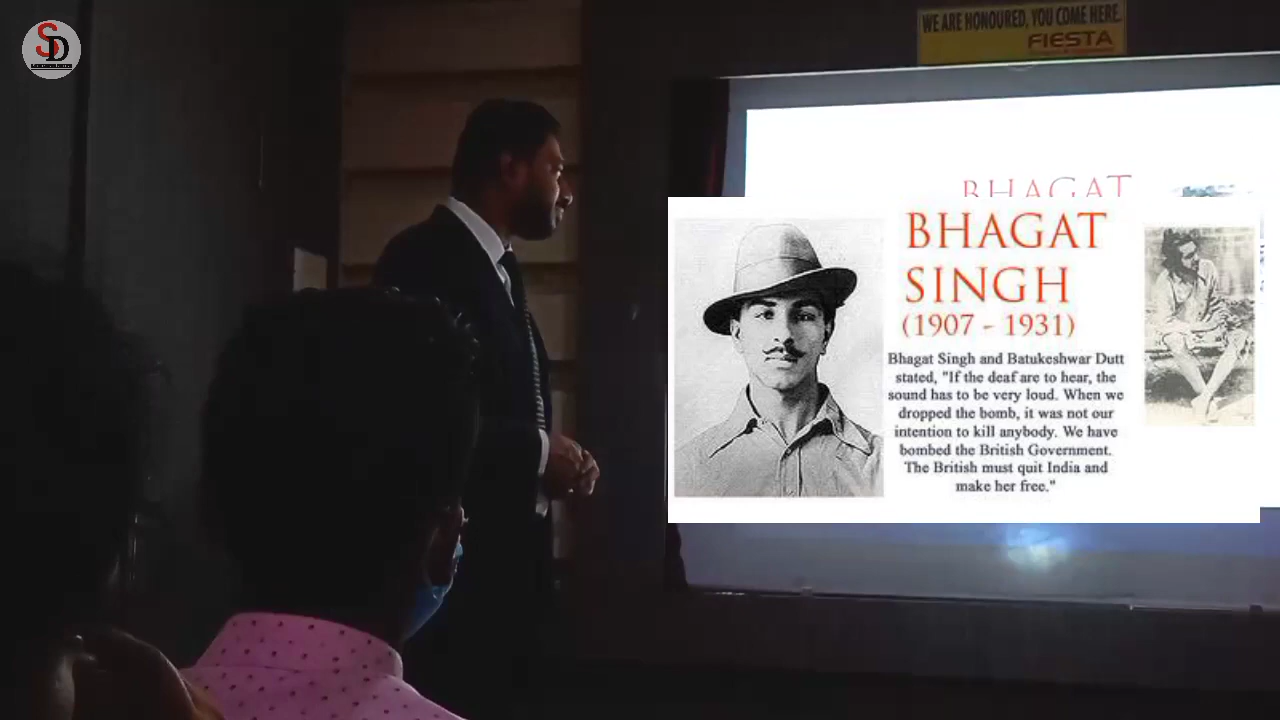 SD
WE ARE HONOURED, YOU COME HERE.
FIESTA
BHAGAT
BHAGAT
SINGH
(1907 - 1931)
Bhagat Singh and Batukeshwar Dutt
stated, "If the deaf are to hear, the
sound has to be very loud. When we
dropped the bomb, it was not our
intention to kill anybody. We have
bombed the British Government.
The British must quit India and
make her free."